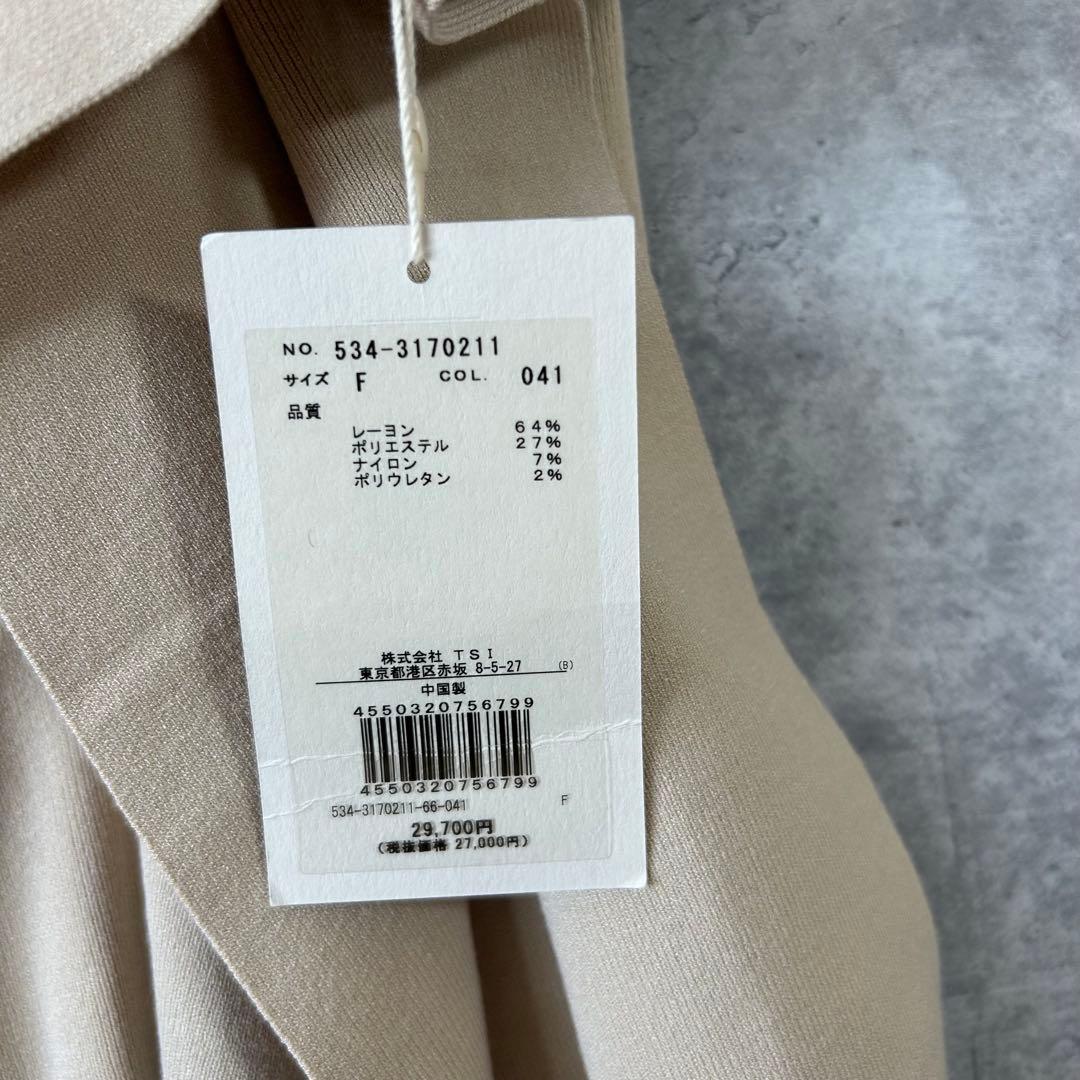 NO. 534-3170211
サイズ F COL. 041
品質
レーヨン 64%
ポリエステル 27%
ナイロン 7%
ポリウレタン 2%
株式会社 TSI
東京都港区赤坂 8-5-27 (B)
中国製
4550320756799
4550320756799
534-3170211-66-041 F
29,700円
(税抜価格 27,000円)